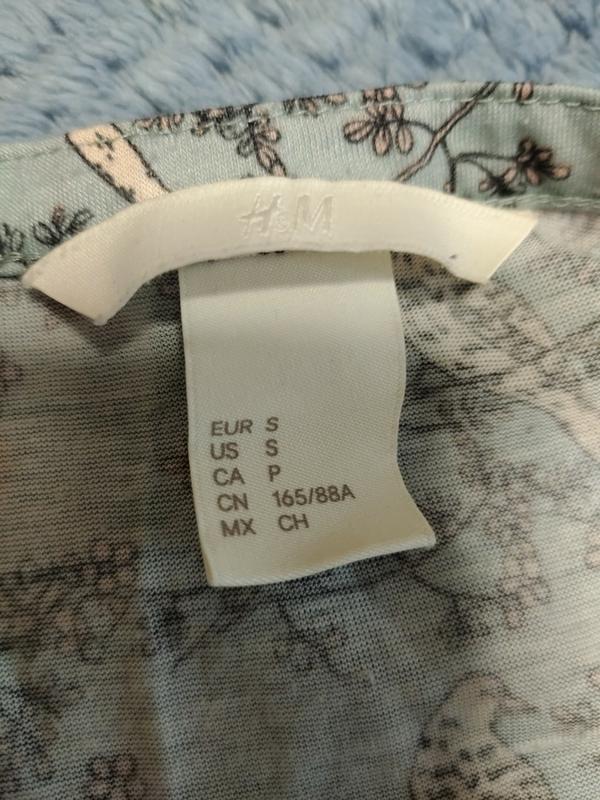 H&M
EUR S
US S
CA P
CN 165/88A
MX CH